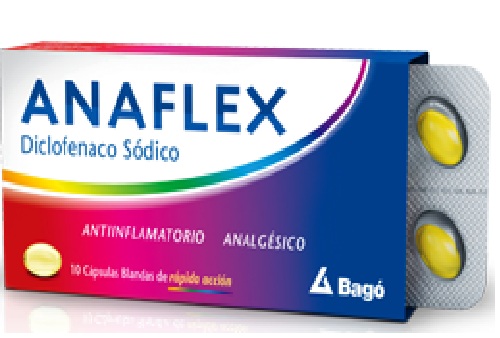 ANAFLEX
Diclofenaco Sódico
ANTIINFLAMATORIO ANALGÉSICO
10 Cápsulas Blandas de rápida acción
Bagó